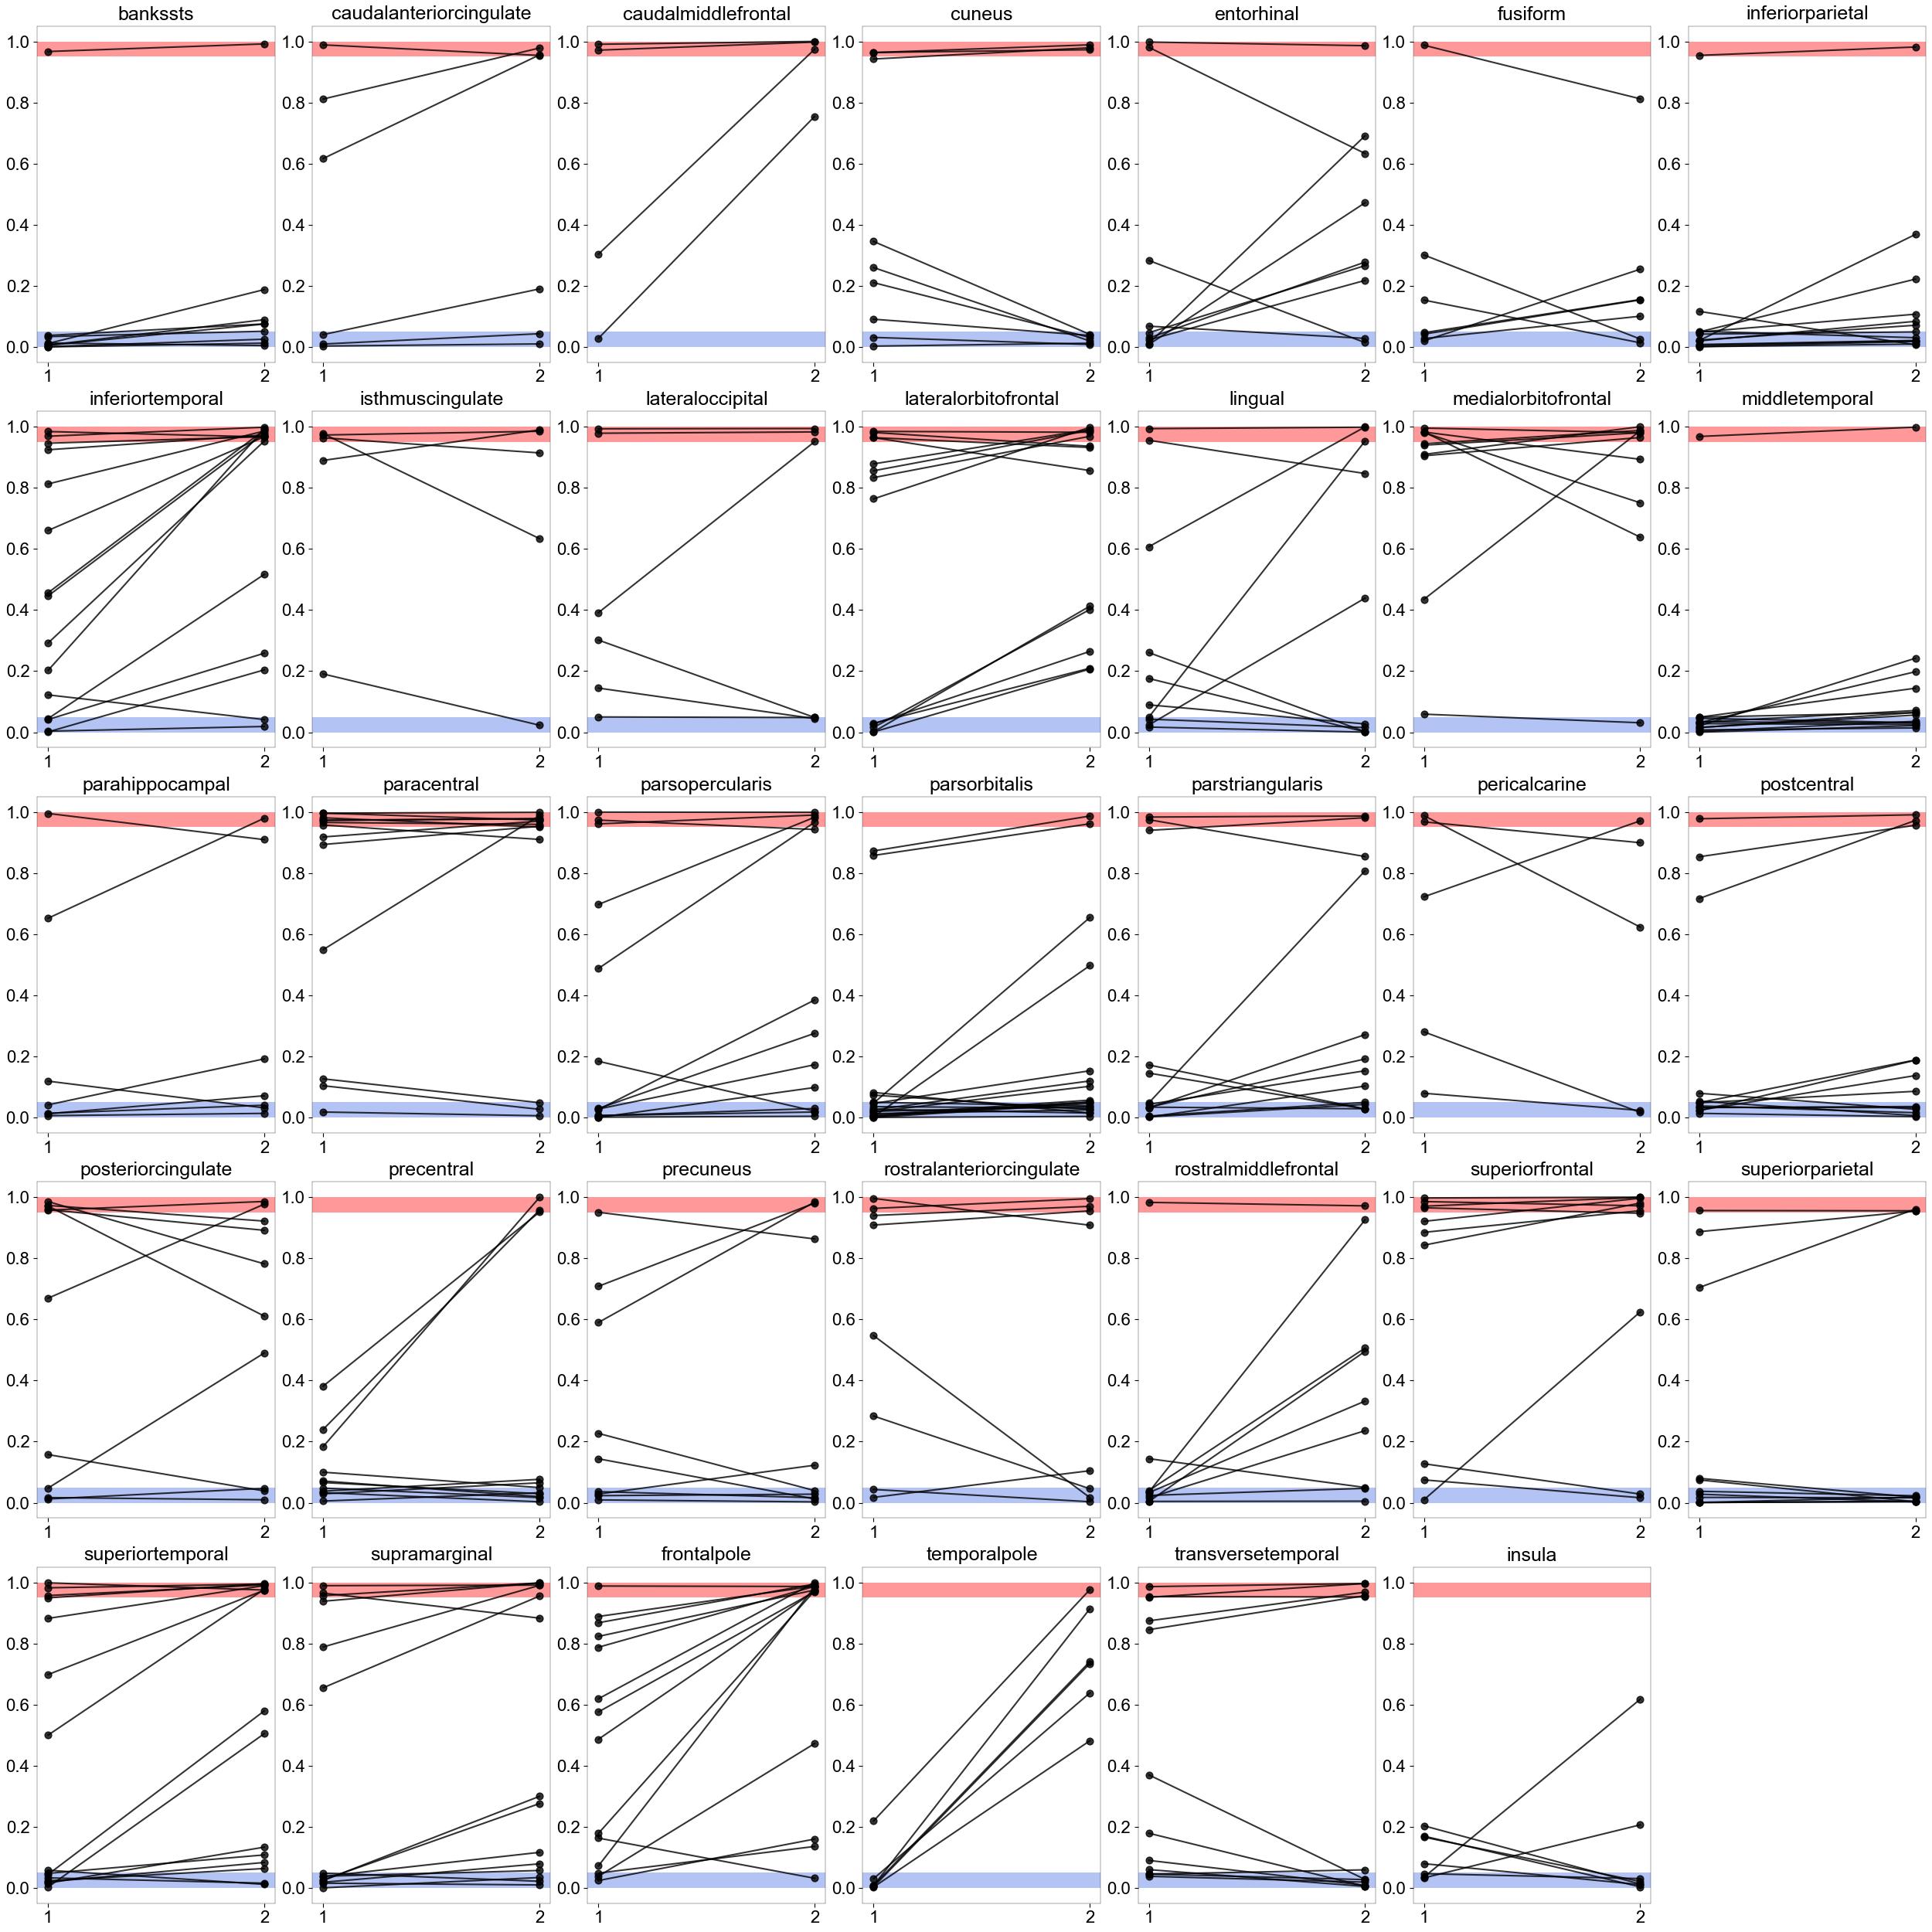 bankssts caudalanteriorcingulate caudalmiddlefrontal cuneus entorhinal fusiform inferiorparietal
1.0 1.0 1.0 1.0 1.0 1.0 1.0
0.8 0.8 0.8 0.8 0.8 0.8 0.8
0.6 0.6 0.6 0.6 0.6 0.6 0.6
0.4 0.4 0.4 0.4 0.4 0.4 0.4
0.2 0.2 0.2 0.2 0.2 0.2 0.2
0.0 0.0 0.0 0.0 0.0 0.0 0.0
1 2 1 2 1 2 1 2 1 2 1 2 1 2
inferiortemporal isthmuscingulate lateraloccipital lateralorbitofrontal lingual medialorbitofrontal middletemporal
1.0 1.0 1.0 1.0 1.0 1.0 1.0
0.8 0.8 0.8 0.8 0.8 0.8 0.8
0.6 0.6 0.6 0.6 0.6 0.6 0.6
0.4 0.4 0.4 0.4 0.4 0.4 0.4
0.2 0.2 0.2 0.2 0.2 0.2 0.2
0.0 0.0 0.0 0.0 0.0 0.0 0.0
1 2 1 2 1 2 1 2 1 2 1 2 1 2
parahippocampal paracentral parsopercularis parsorbitalis parstriangularis pericalcarine postcentral
1.0 1.0 1.0 1.0 1.0 1.0 1.0
0.8 0.8 0.8 0.8 0.8 0.8 0.8
0.6 0.6 0.6 0.6 0.6 0.6 0.6
0.4 0.4 0.4 0.4 0.4 0.4 0.4
0.2 0.2 0.2 0.2 0.2 0.2 0.2
0.0 0.0 0.0 0.0 0.0 0.0 0.0
1 2 1 2 1 2 1 2 1 2 1 2 1 2
posteriorcingulate precentral precuneus rostralanteriorcingulate rostralmiddlefrontal superiorfrontal superiorparietal
1.0 1.0 1.0 1.0 1.0 1.0 1.0
0.8 0.8 0.8 0.8 0.8 0.8 0.8
0.6 0.6 0.6 0.6 0.6 0.6 0.6
0.4 0.4 0.4 0.4 0.4 0.4 0.4
0.2 0.2 0.2 0.2 0.2 0.2 0.2
0.0 0.0 0.0 0.0 0.0 0.0 0.0
1 2 1 2 1 2 1 2 1 2 1 2 1 2
superiortemporal supramarginal frontalpole temporalpole transversetemporal insula
1.0 1.0 1.0 1.0 1.0 1.0
0.8 0.8 0.8 0.8 0.8 0.8
0.6 0.6 0.6 0.6 0.6 0.6
0.4 0.4 0.4 0.4 0.4 0.4
0.2 0.2 0.2 0.2 0.2 0.2
0.0 0.0 0.0 0.0 0.0 0.0
1 2 1 2 1 2 1 2 1 2 1 2